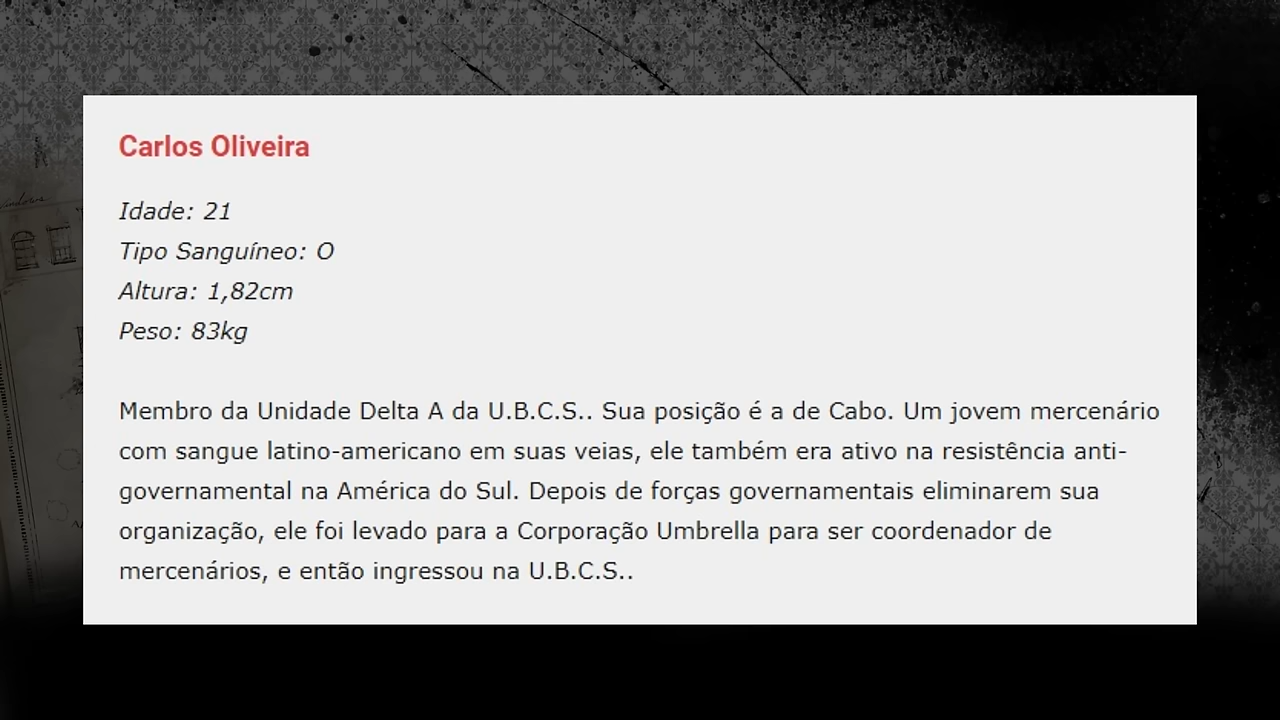 Carlos Oliveira
Idade: 21
Tipo Sanguíneo: O
Altura: 1,82cm
Peso: 83kg
Membro da Unidade Delta A da U.B.C.S.. Sua posição é a de Cabo. Um jovem mercenário
com sangue latino-americano em suas veias, ele também era ativo na resistência anti-
governamental na América do Sul. Depois de forças governamentais eliminarem sua
organização, ele foi levado para a Corporação Umbrella para ser coordenador de
mercenários, e então ingressou na U.B.C.S..